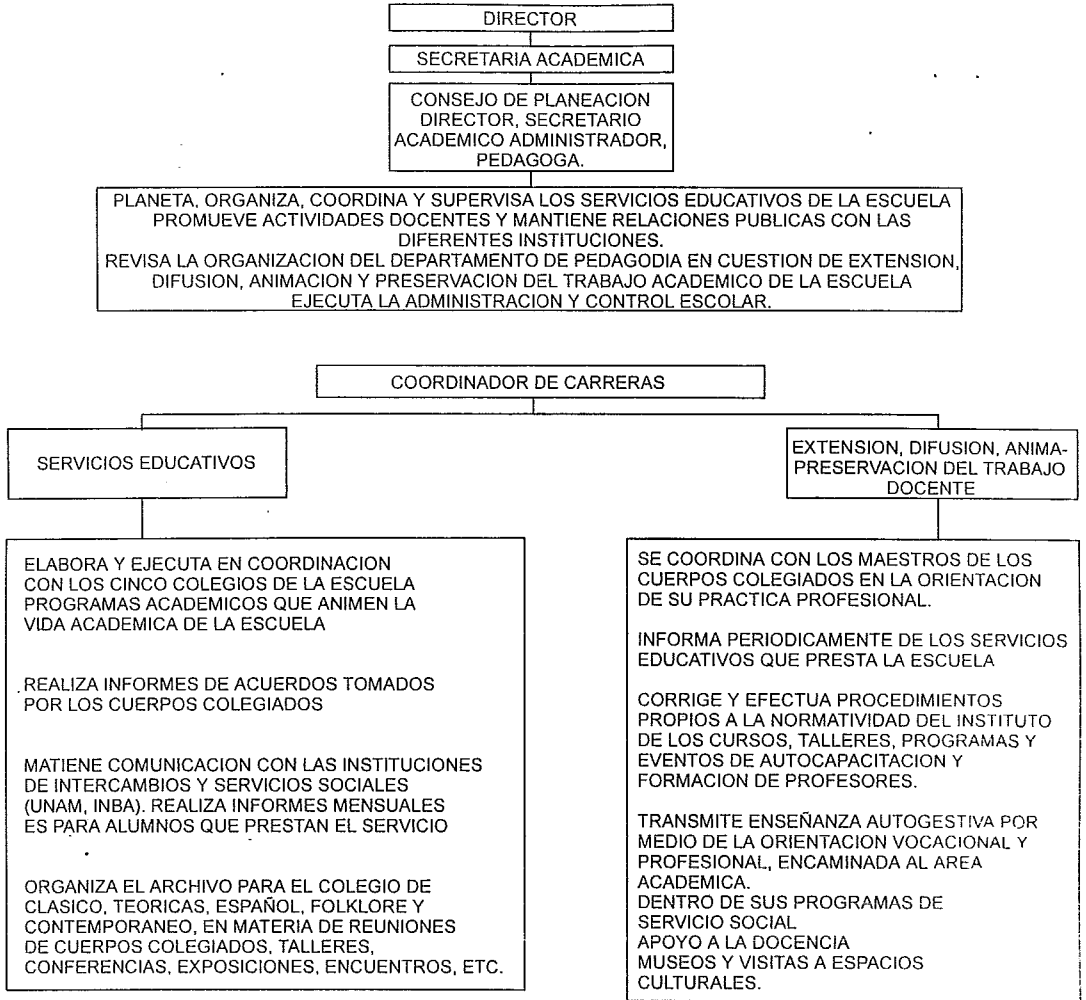 DIRECTOR
SECRETARIA ACADEMICA
CONSEJO DE PLANEACION
DIRECTOR, SECRETARIO
ACADEMICO ADMINISTRADOR,
PEDAGOGA.
PLANETA, ORGANIZA, COORDINA Y SUPERVISA LOS SERVICIOS EDUCATIVOS DE LA ESCUELA
PROMUEVE ACTIVIDADES DOCENTES Y MANTIENE RELACIONES PUBLICAS CON LAS
DIFERENTES INSTITUCIONES.
REVISA LA ORGANIZACION DEL DEPARTAMENTO DE PEDAGODIA EN CUESTION DE EXTENSION,
DIFUSION, ANIMACION Y PRESERVACION DEL TRABAJO ACADEMICO DE LA ESCUELA
EJECUTA LA ADMINISTRACION Y CONTROL ESCOLAR.
COORDINADOR DE CARRERAS
SERVICIOS EDUCATIVOS
ELABORA Y EJECUTA EN COORDINACION
CON LOS CINCO COLEGIOS DE LA ESCUELA
PROGRAMAS ACADEMICOS QUE ANIMEN LA
VIDA ACADEMICA DE LA ESCUELA
REALIZA INFORMES DE ACUERDOS TOMADOS
POR LOS CUERPOS COLEGIADOS
MATIENE COMUNICACION CON LAS INSTITUCIONES
DE INTERCAMBIOS Y SERVICIOS SOCIALES
(UNAM, INBA). REALIZA INFORMES MENSUALES
ES PARA ALUMNOS QUE PRESTAN EL SERVICIO
ORGANIZA EL ARCHIVO PARA EL COLEGIO DE
CLASICO, TEORICAS, ESPAÑOL, FOLKLORE Y
CONTEMPORANEO, EN MATERIA DE REUNIONES
DE CUERPOS COLEGIADOS, TALLERES,
CONFERENCIAS, EXPOSICIONES, ENCUENTROS, ETC.
EXTENSION, DIFUSION, ANIMA-
PRESERVACION DEL TRABAJO
DOCENTE
SE COORDINA CON LOS MAESTROS DE LOS
CUERPOS COLEGIADOS EN LA ORIENTACION
DE SU PRACTICA PROFESIONAL.
INFORMA PERIODICAMENTE DE LOS SERVICIOS
EDUCATIVOS QUE PRESTA LA ESCUELA
CORRIGE Y EFECTUA PROCEDIMIENTOS
PROPIOS A LA NORMATIVIDAD DEL INSTITUTO
DE LOS CURSOS, TALLERES, PROGRAMAS Y
EVENTOS DE AUTOCAPACITACION Y
FORMACION DE PROFESORES.
TRANSMITE ENSEÑANZA AUTOGESTIVA POR
MEDIO DE LA ORIENTACION VOCACIONAL Y
PROFESIONAL, ENCAMINADA AL AREA
ACADEMICA.
DENTRO DE SUS PROGRAMAS DE
SERVICIO SOCIAL
APOYO A LA DOCENCIA
MUSEOS Y VISITAS A ESPACIOS
CULTURALES.